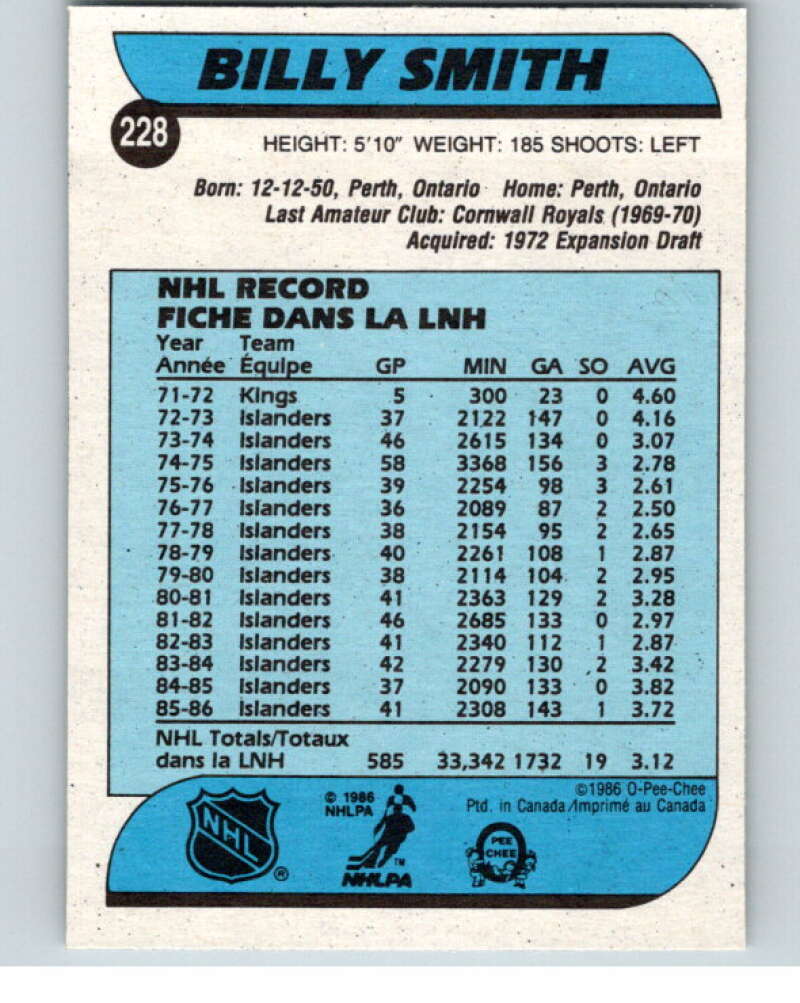 BILLY SMITH
228
HEIGHT: 5'10" WEIGHT: 185 SHOOTS: LEFT
Born: 12-12-50, Perth, Ontario Home: Perth, Ontario
Last Amateur Club: Cornwall Royals (1969-70)
Acquired: 1972 Expansion Draft
NHL RECORD
FICHE DANS LA LNH
Year Team
Année Équipe GP MIN GA SO AVG
71-72 Kings 5 300 23 0 4.60
72-73 Islanders 37 2122 147 0 4.16
73-74 Islanders 46 2615 134 0 3.07
74-75 Islanders 58 3368 156 3 2.78
75-76 Islanders 39 2254 98 3 2.61
76-77 Islanders 36 2089 87 2 2.50
77-78 Islanders 38 2154 95 2 2.65
78-79 Islanders 40 2261 108 1 2.87
79-80 Islanders 38 2114 104 2 2.95
80-81 Islanders 41 2363 129 2 3.28
81-82 Islanders 46 2685 133 0 2.97
82-83 Islanders 41 2340 112 1 2.87
83-84 Islanders 42 2279 130 2 3.42
84-85 Islanders 37 2090 133 0 3.82
85-86 Islanders 41 2308 143 1 3.72
NHL Totals/Totaux
dans la LNH 585 33,342 1732 19 3.12
©1986 O-Pee-Chee
Ptd. in Canada/Imprimé au Canada
© 1986
NHLPA
NHL ®
TM
NHLPA
PEE
CHEE